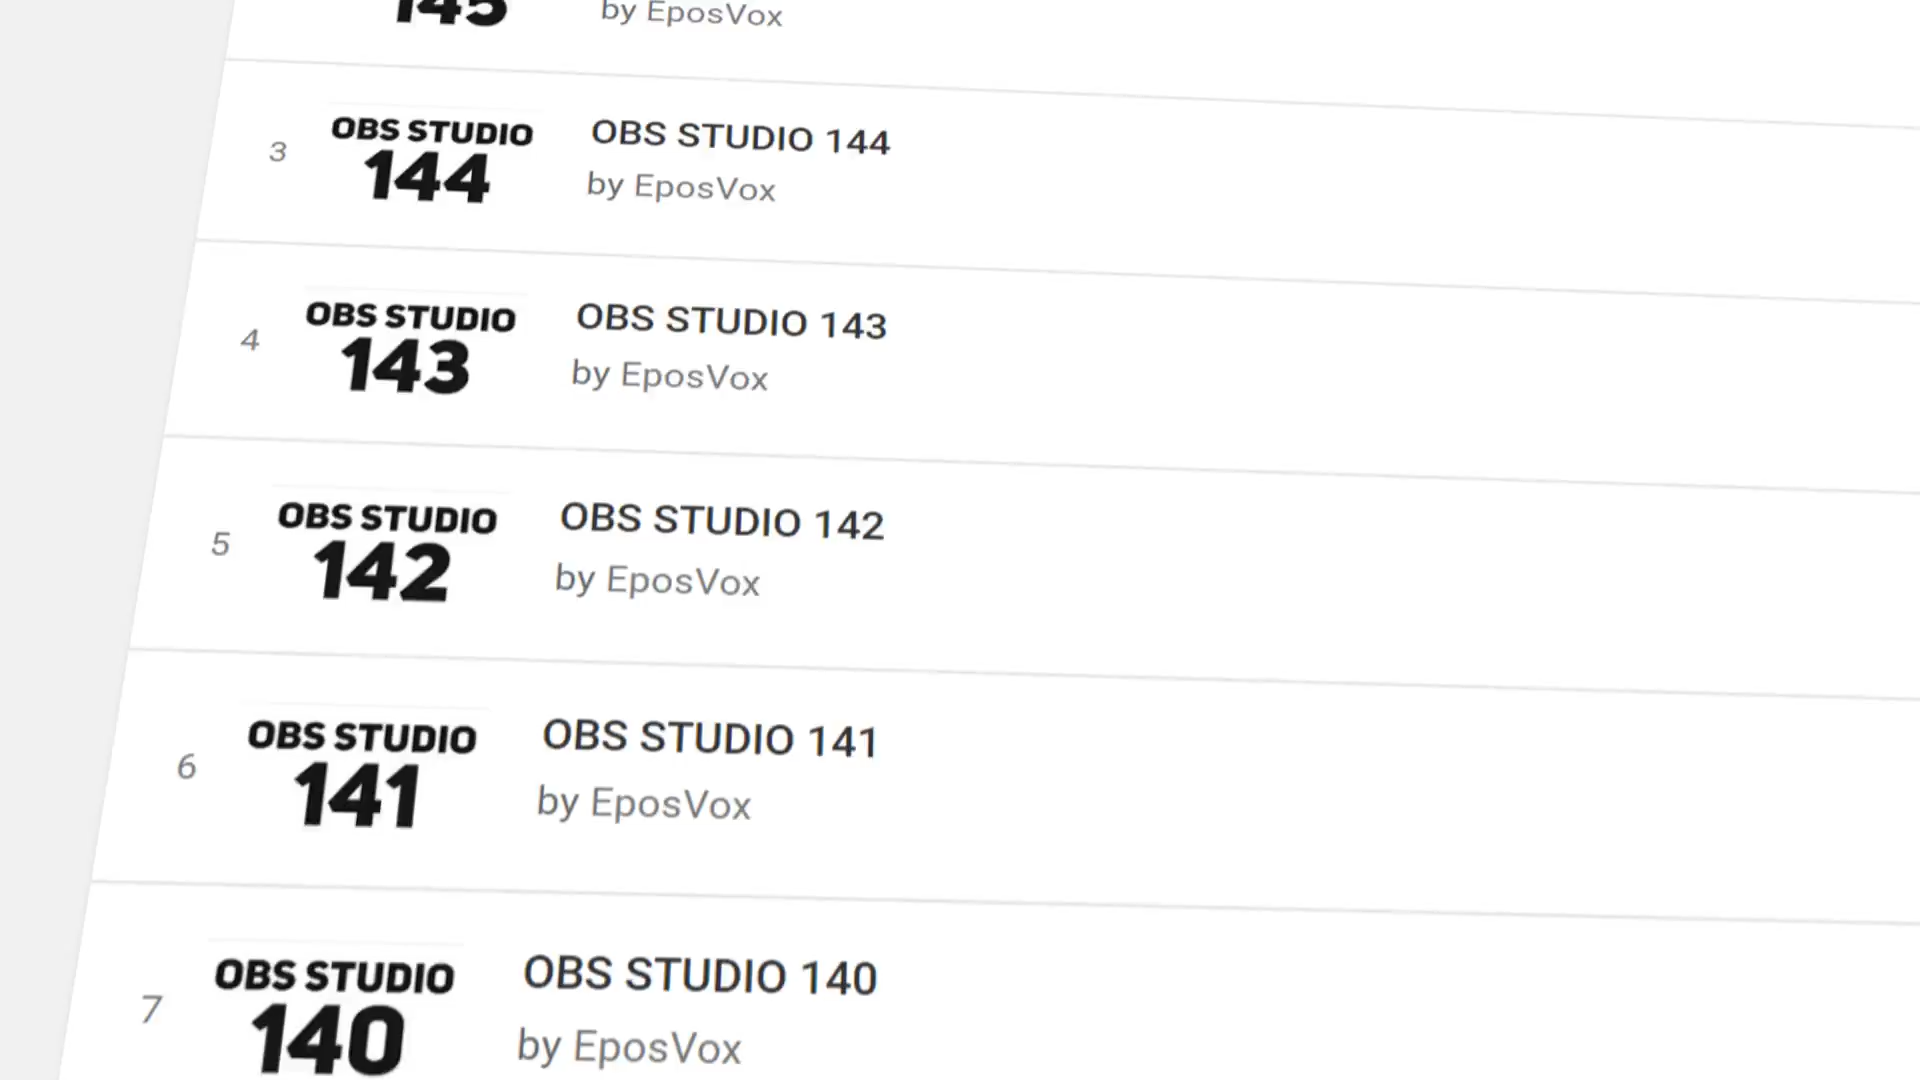 145
by EposVox
3
OBS STUDIO
144
OBS STUDIO 144
by EposVox
4
OBS STUDIO
143
OBS STUDIO 143
by EposVox
5
OBS STUDIO
142
OBS STUDIO 142
by EposVox
6
OBS STUDIO
141
OBS STUDIO 141
by EposVox
7
OBS STUDIO
140
OBS STUDIO 140
by EposVox